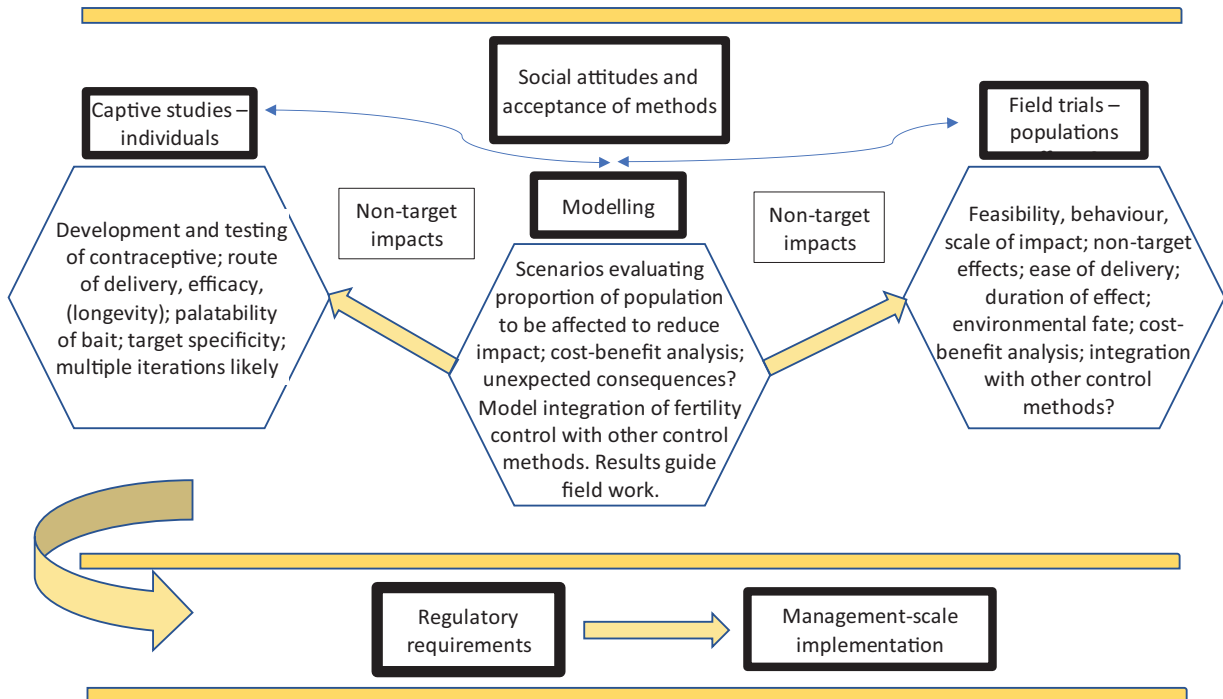 Social attitudes and
acceptance of methods
Captive studies –
individuals
Field trials –
populations
Non-target
impacts
Modelling
Non-target
impacts
Development and testing
of contraceptive; route
of delivery, efficacy,
(longevity); palatability
of bait; target specificity;
multiple iterations likely
Scenarios evaluating
proportion of population
to be affected to reduce
impact; cost-benefit analysis;
unexpected consequences?
Model integration of fertility
control with other control
methods. Results guide
field work.
Feasibility, behaviour,
scale of impact; non-target
effects; ease of delivery;
duration of effect;
environmental fate; cost-
benefit analysis; integration
with other control
methods?
Regulatory
requirements
Management-scale
implementation